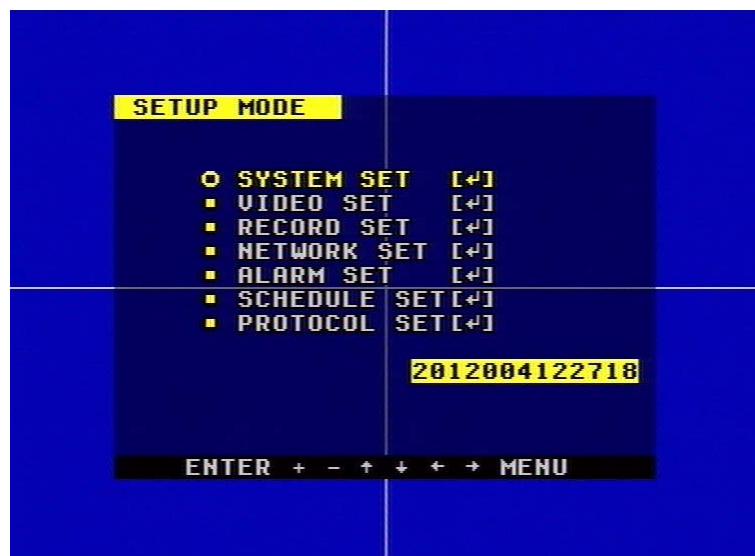 SETUP MODE
SYSTEM SET [↵]
VIDEO SET [↵]
RECORD SET [↵]
NETWORK SET [↵]
ALARM SET [↵]
SCHEDULE SET[↵]
PROTOCOL SET[↵]
2012004122718
ENTER + - ↑ ↓ ← → MENU